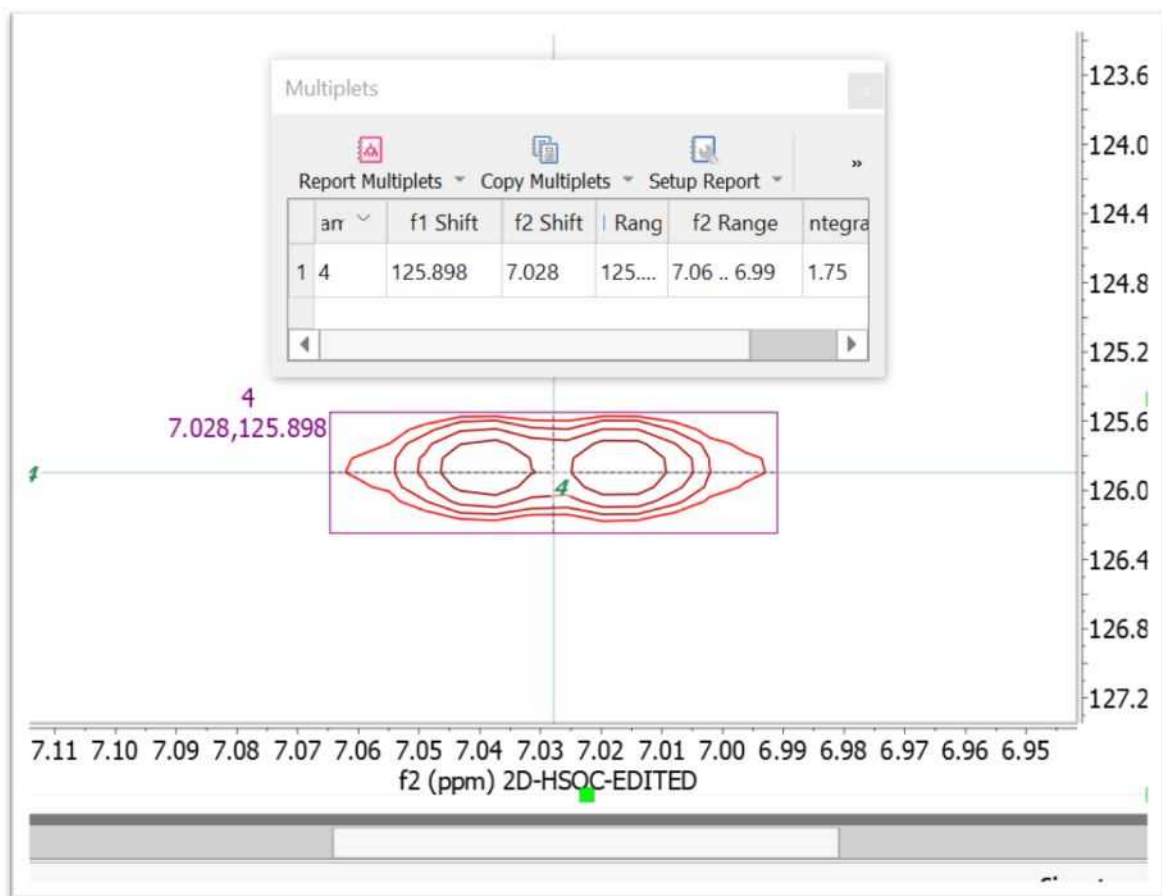 Multiplets
Report Multiplets Copy Multiplets Setup Report »
f1 Shift f2 Shift Rang f2 Range ntegra
1 4 125.898 7.028 125.... 7.06 .. 6.99 1.75
4
7.028,125.898
4
4
123.6
124.0
124.4
124.8
125.2
125.6
126.0
126.4
126.8
127.2
7.11 7.10 7.09 7.08 7.07 7.06 7.05 7.04 7.03 7.02 7.01 7.00 6.99 6.98 6.97 6.96 6.95
f2 (ppm) 2D-HSQC-EDITED